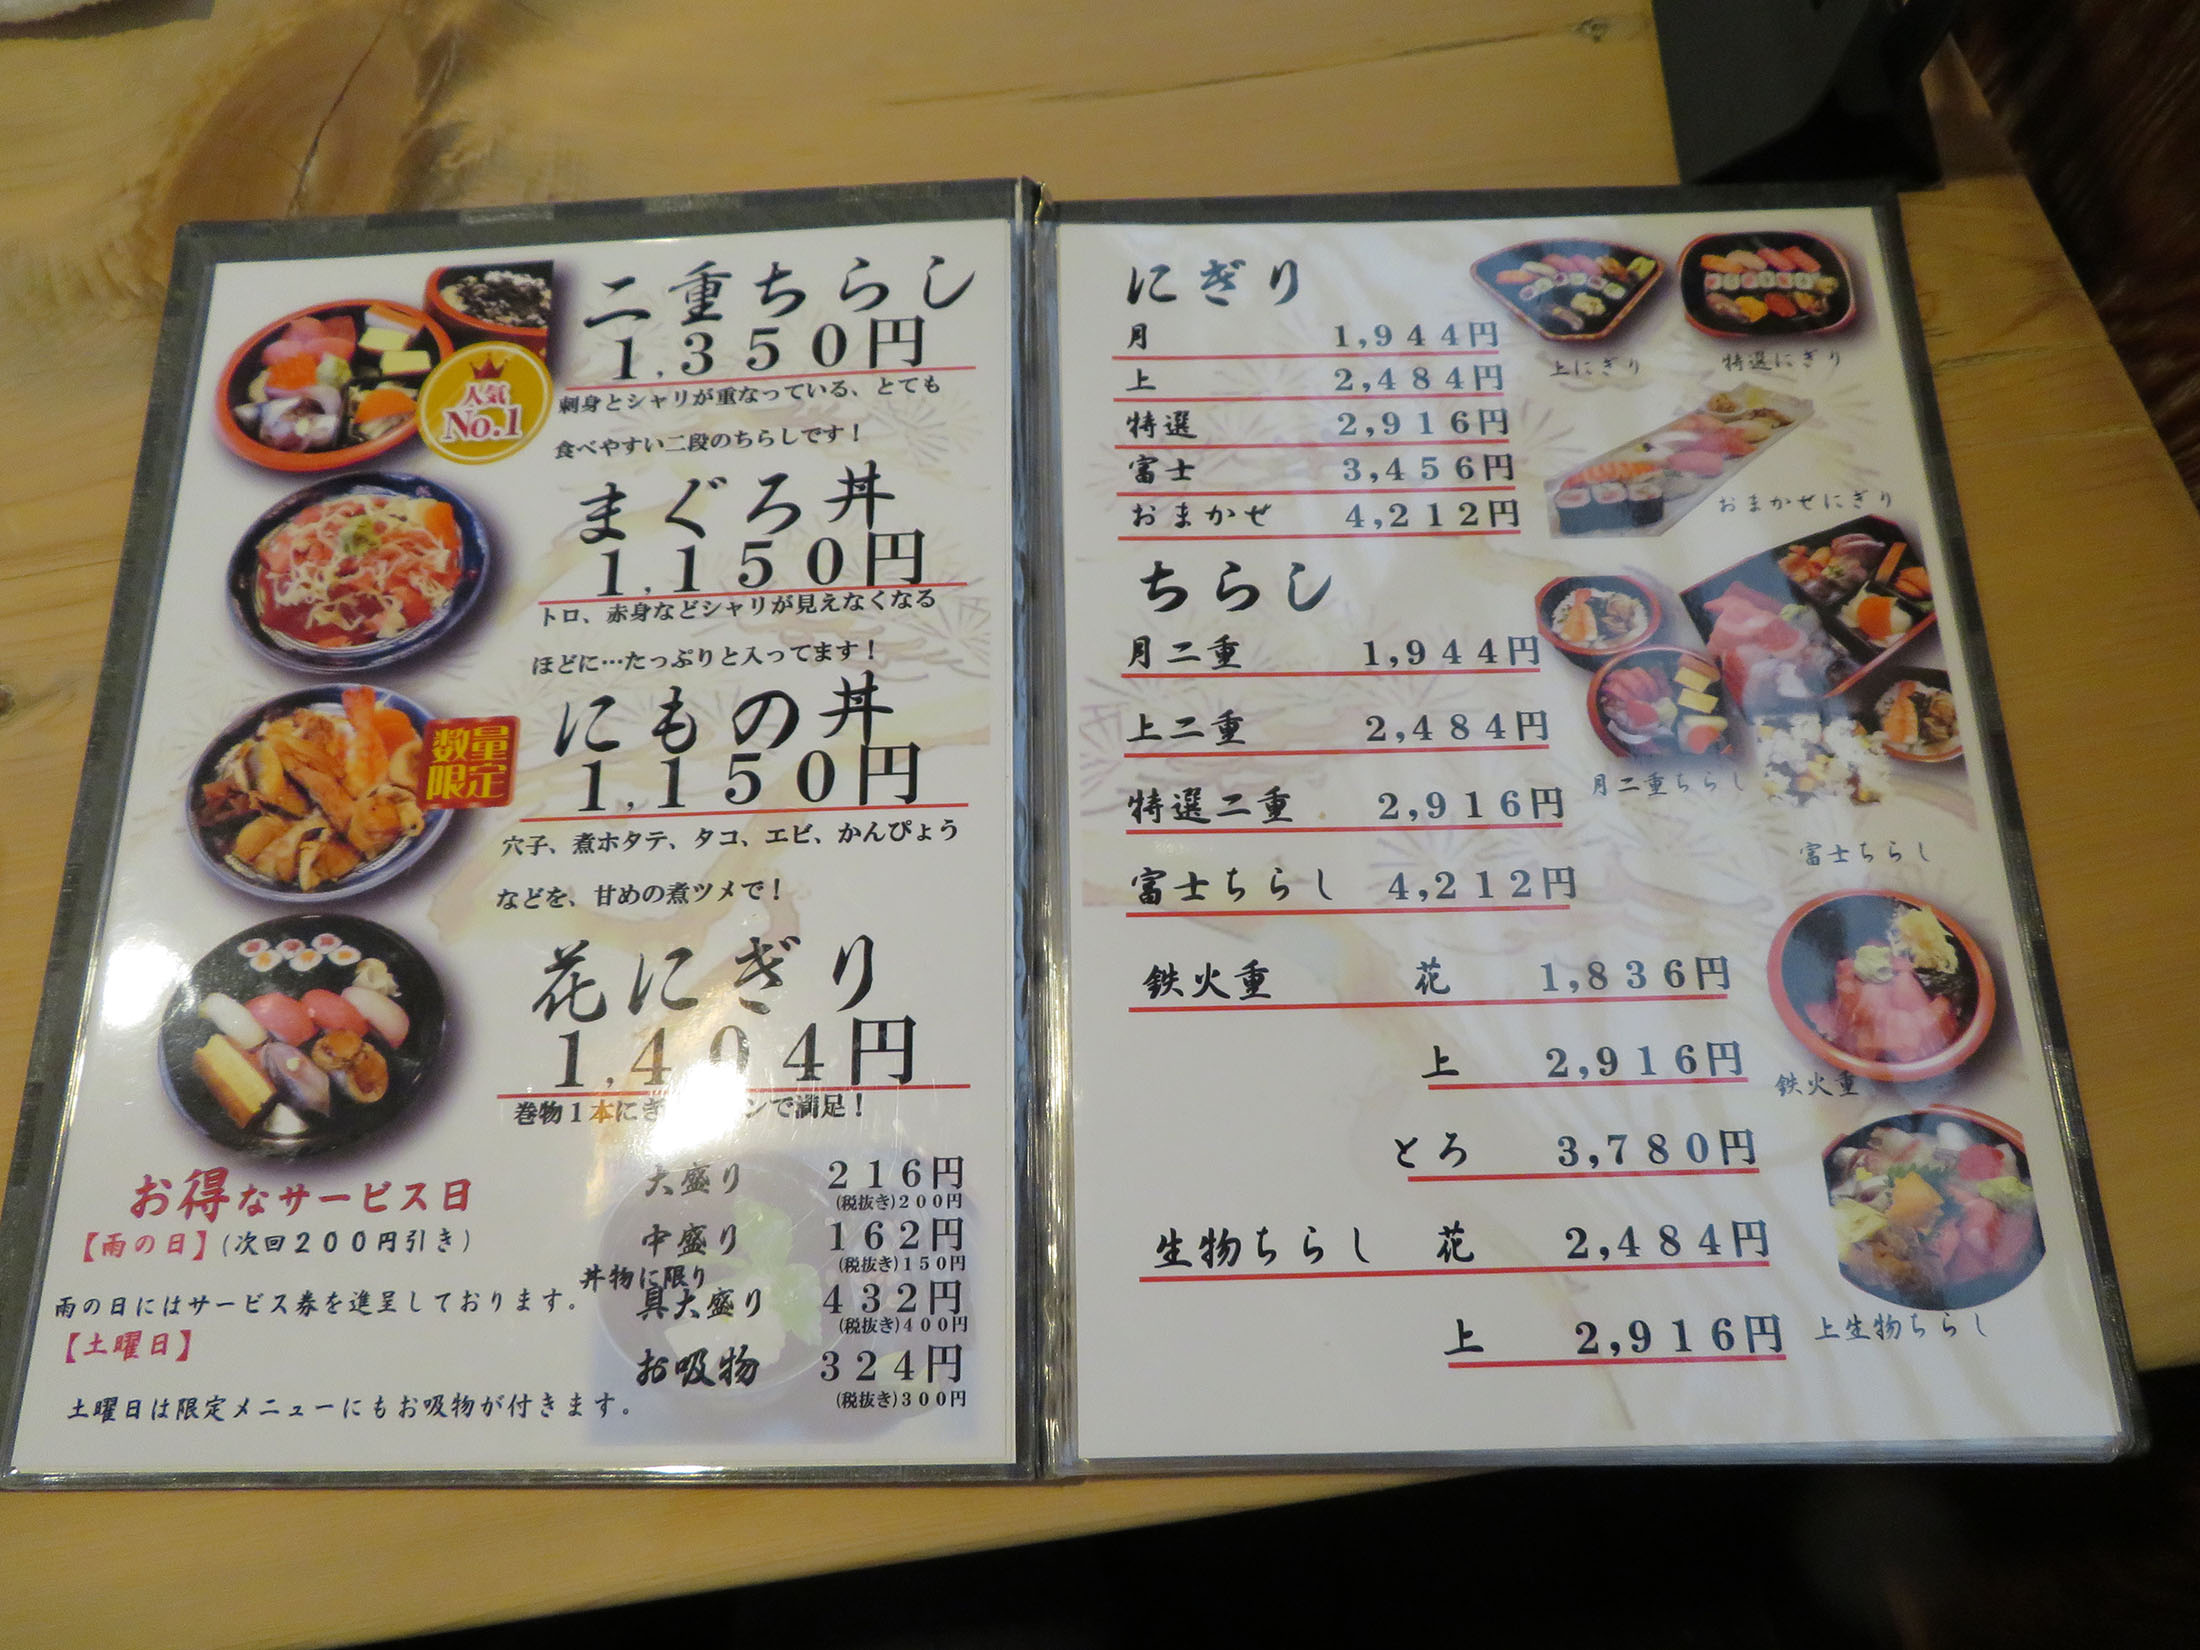 二重ちらし
1,350円
人気
No.1
刺身とシャリが重なっている、とても
食べやすい二段のちらしです！
まぐろ丼
1,150円
トロ、赤身などシャリが見えなくなる
ほどに…たっぷりと入ってます！
にもの丼
1,150円
数量
限定
穴子、煮ホタテ、タコ、エビ、かんぴょう
などを、甘めの煮ツメで！
花にぎり
1,404円
巻物１本にぎ ンで満足！
お得なサービス日
【雨の日】(次回２００円引き)
雨の日にはサービス券を進呈しております。
【土曜日】
土曜日は限定メニューにもお吸物が付きます。
大盛り 216円
(税抜き)200円
中盛り 162円
(税抜き)150円
丼物に限り
具大盛り 432円
(税抜き)400円
お吸物 324円
(税抜き)300円
にぎり
月 1,944円
上 2,484円
特選 2,916円
富士 3,456円
おまかぜ 4,212円
上にぎり
特選にぎり
おまかぜにぎり
ちらし
月二重 1,944円
上二重 2,484円
特選二重 2,916円
富士ちらし 4,212円
月二重ちらし
富士ちらし
鉄火重 花 1,836円
上 2,916円
とろ 3,780円
鉄火重
生物ちらし 花 2,484円
上 2,916円
上生物ちらし